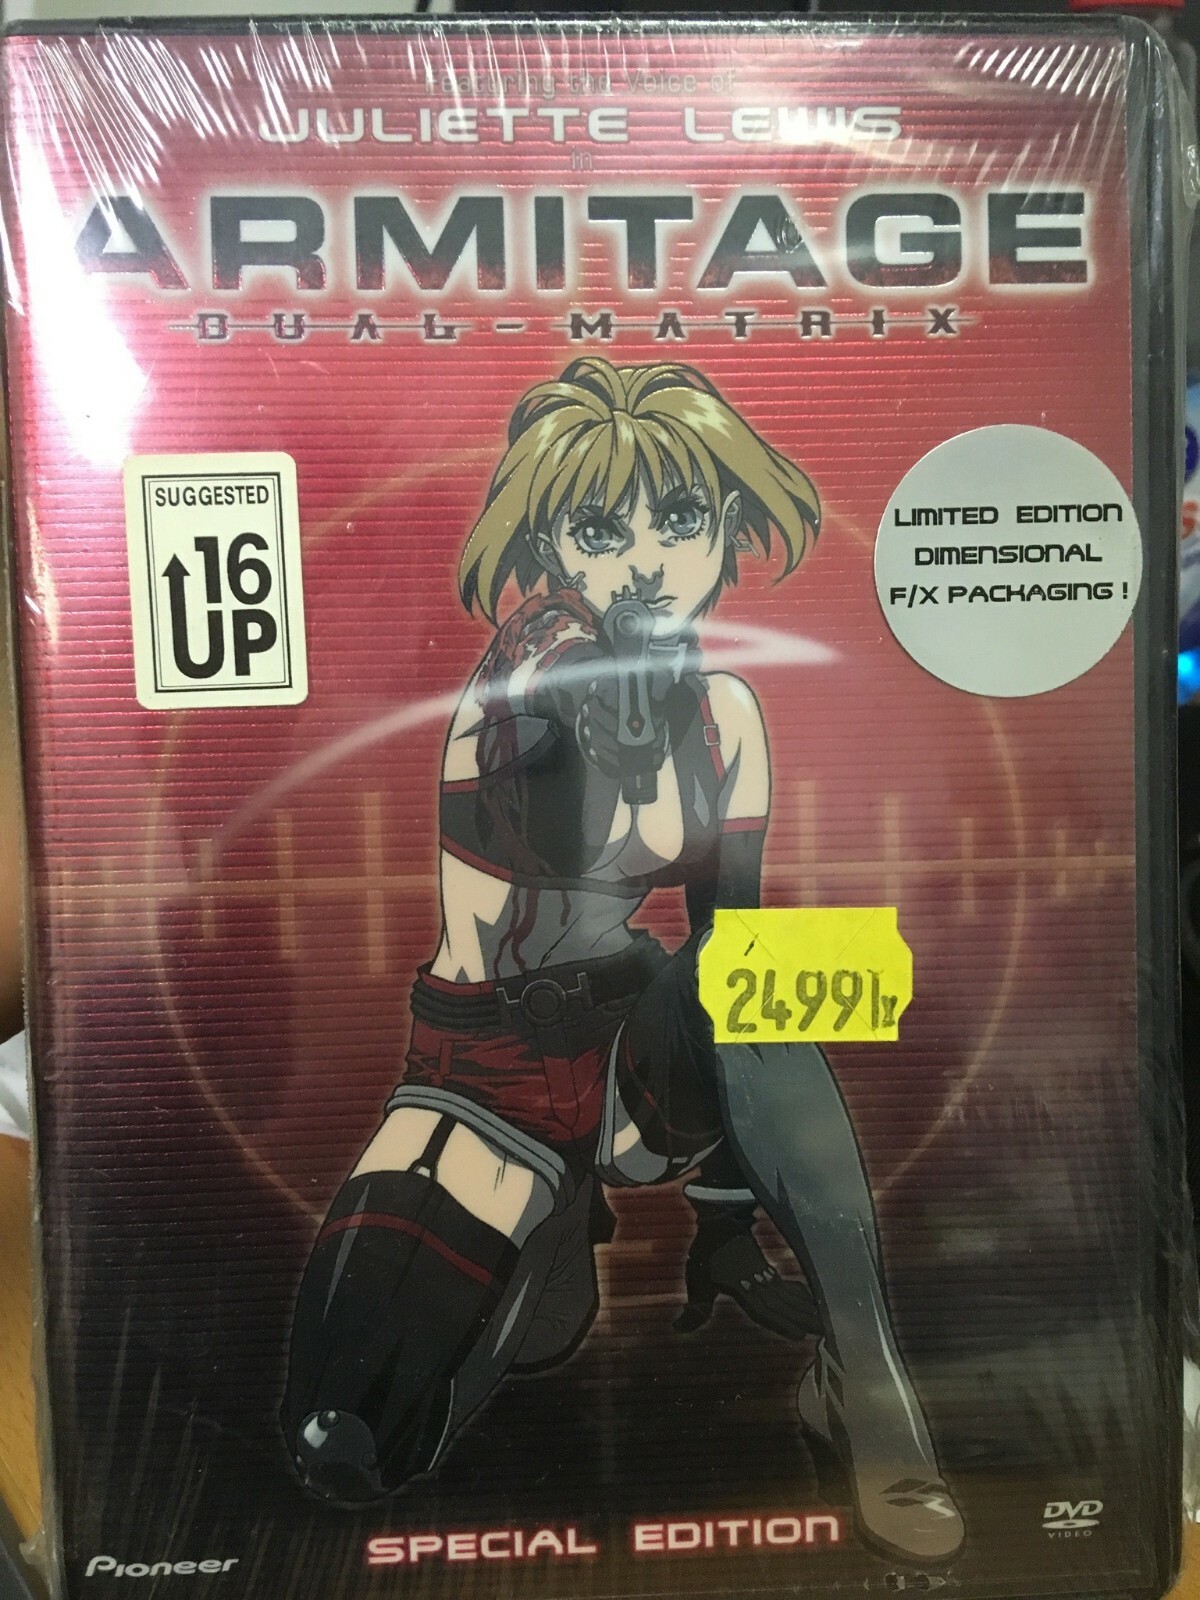 Featuring the Voice of
JULIETTE LEWIS
in
ARMITAGE
DUAL-MATRIX
SUGGESTED
16
UP
LIMITED EDITION
DIMENSIONAL
F/X PACKAGING !
2499
SPECIAL EDITION
Pioneer
DVD
VIDEO